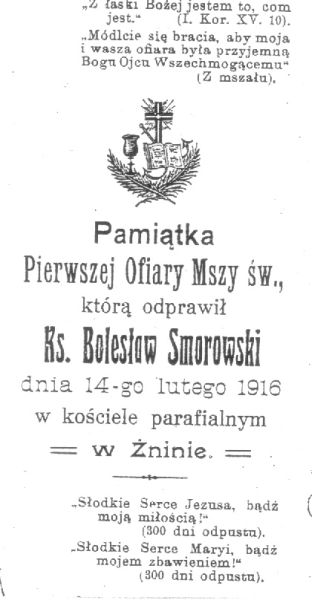 „Z łaski Bożej jestem to, com
jest.“ (I. Kor. XV. 10).
„Módlcie się bracia, aby moja
i wasza ofiara była przyjemną
Bogu Ojcu Wszechmogącemu“
(Z mszału).
Pamiątka
Pierwszej Ofiary Mszy św.,
którą odprawił
Ks. Bolesław Smorowski
dnia 14-go lutego 1916
w kościele parafialnym
w Żninie.
„Słodkie Serce Jezusa, bądź
moją miłością!“
(300 dni odpustu).
„Słodkie Serce Maryi, bądź
mojem zbawieniem!“
(300 dni odpustu).